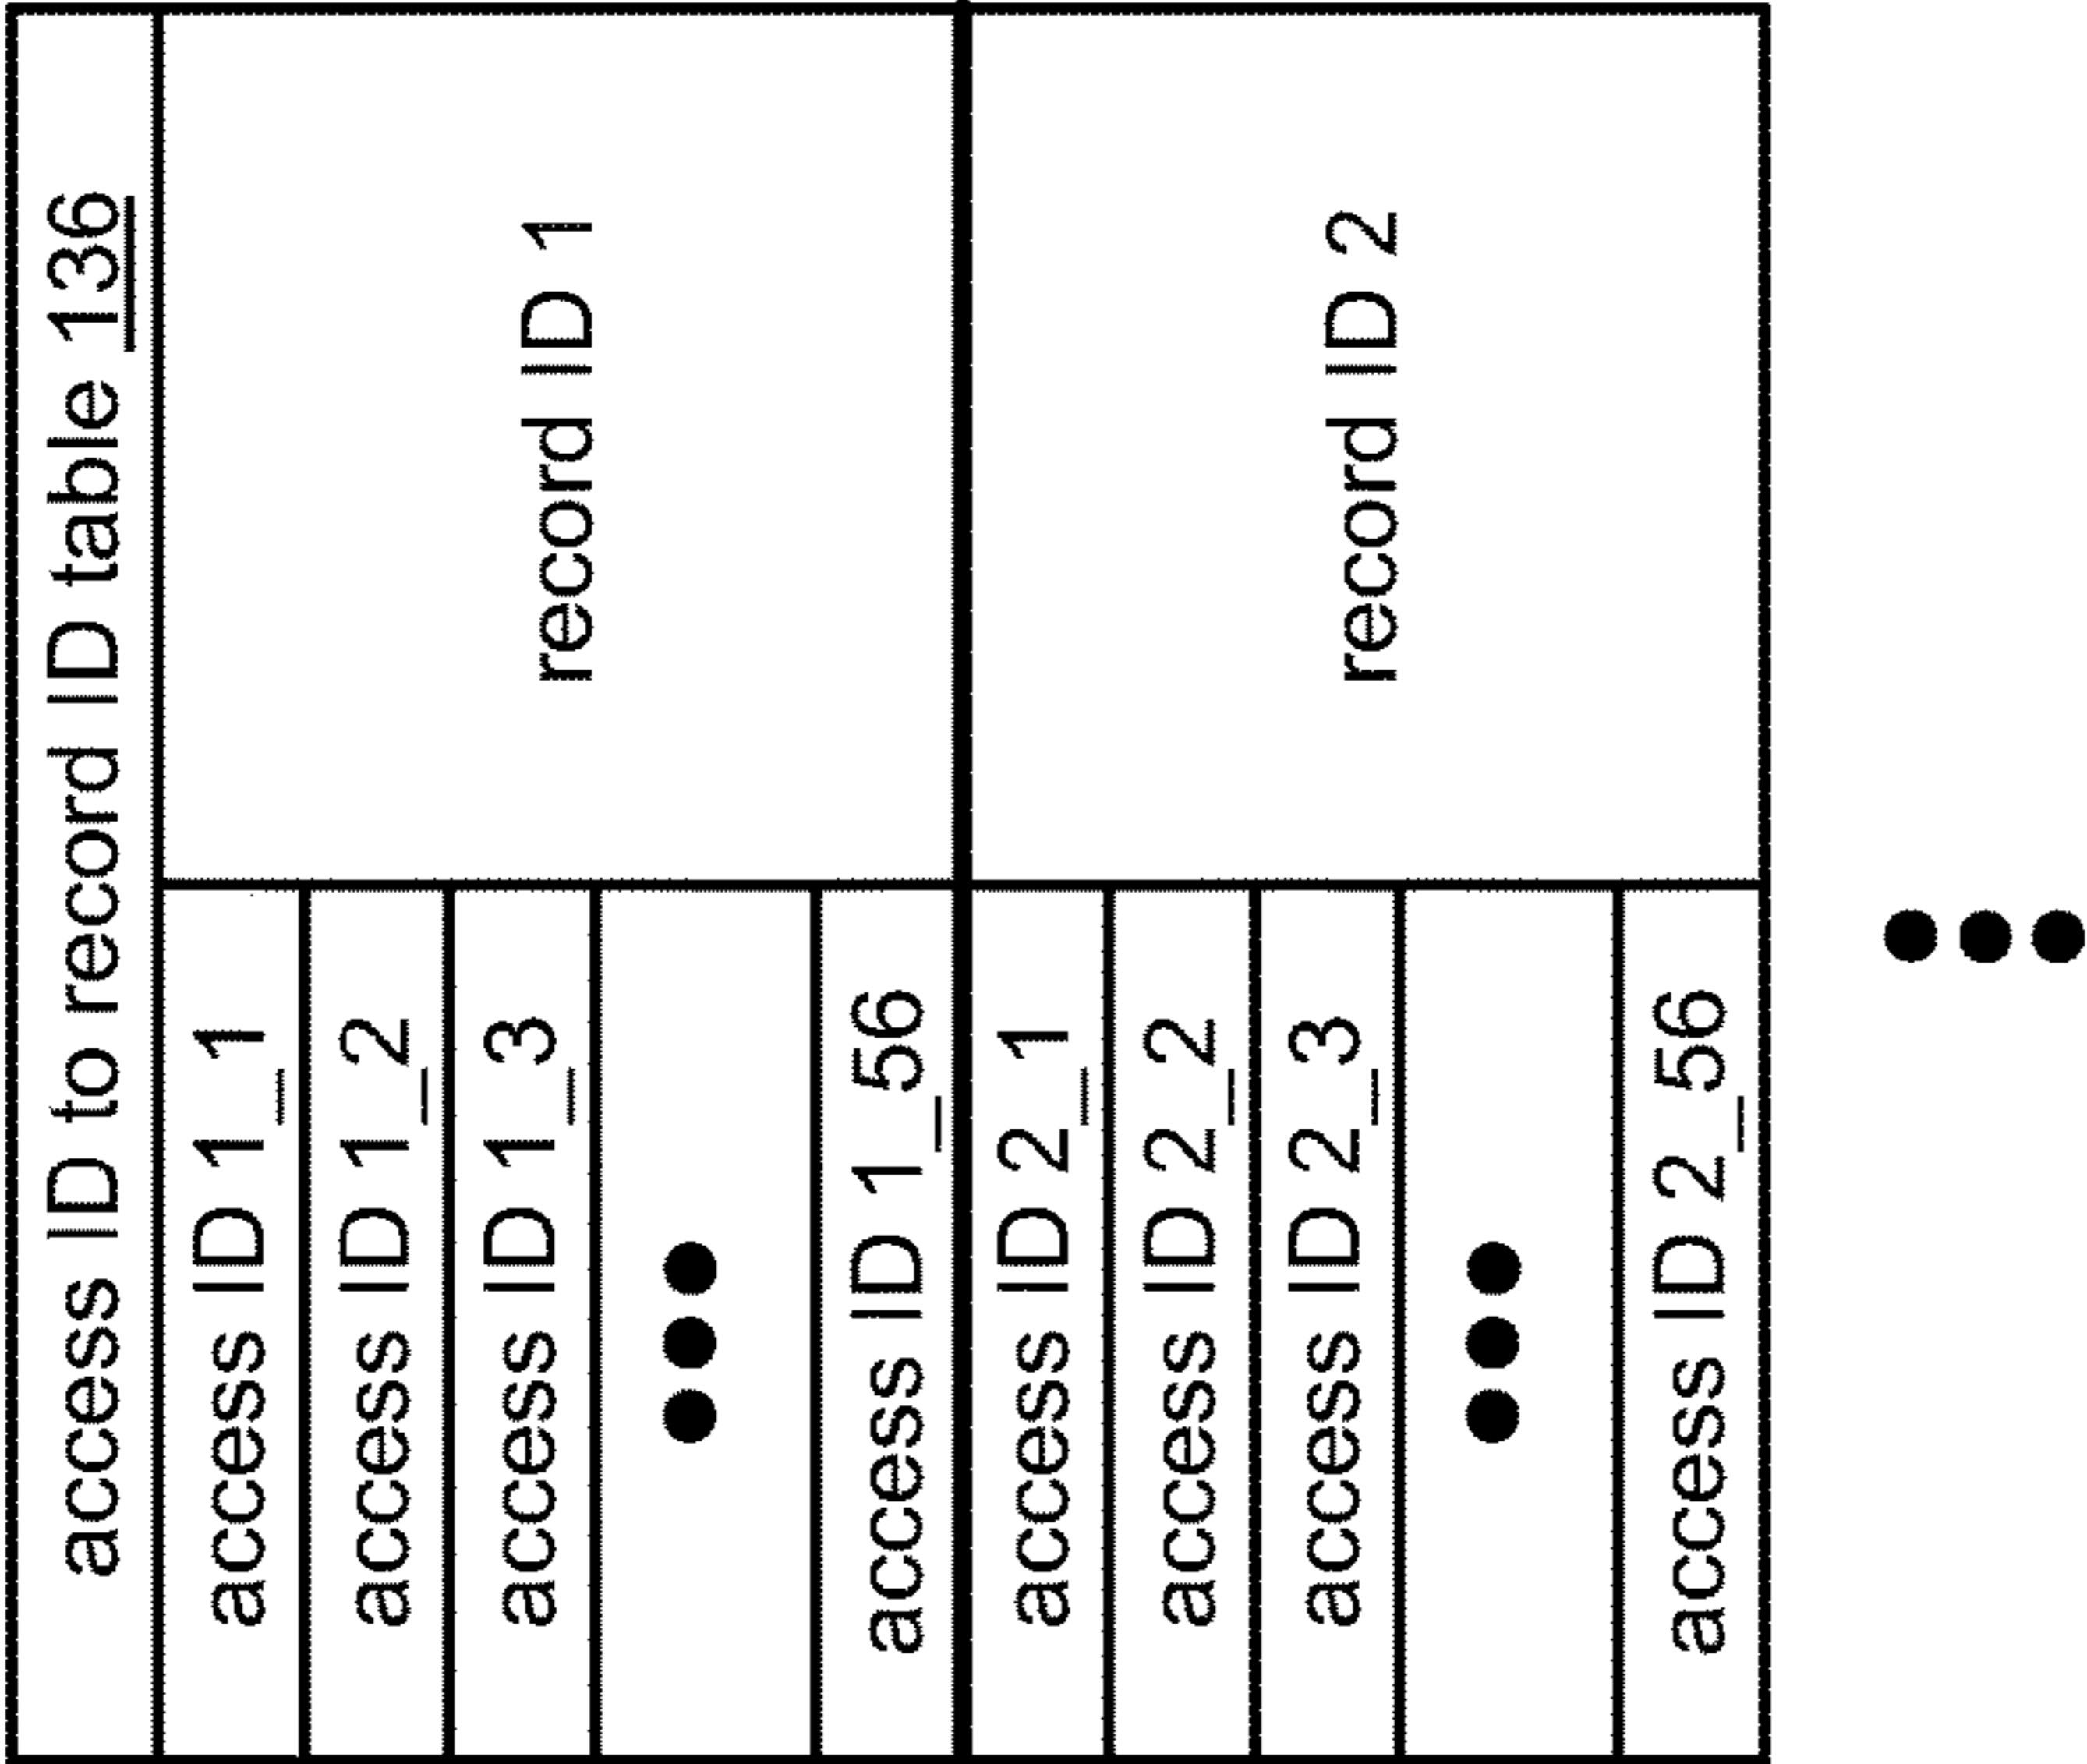 access ID to record ID table 136
access ID 1_1
access ID 1_2
access ID 1_3
access ID 1_56
record ID 1
access ID 2_1
access ID 2_2
access ID 2_3
access ID 2_56
record ID 2